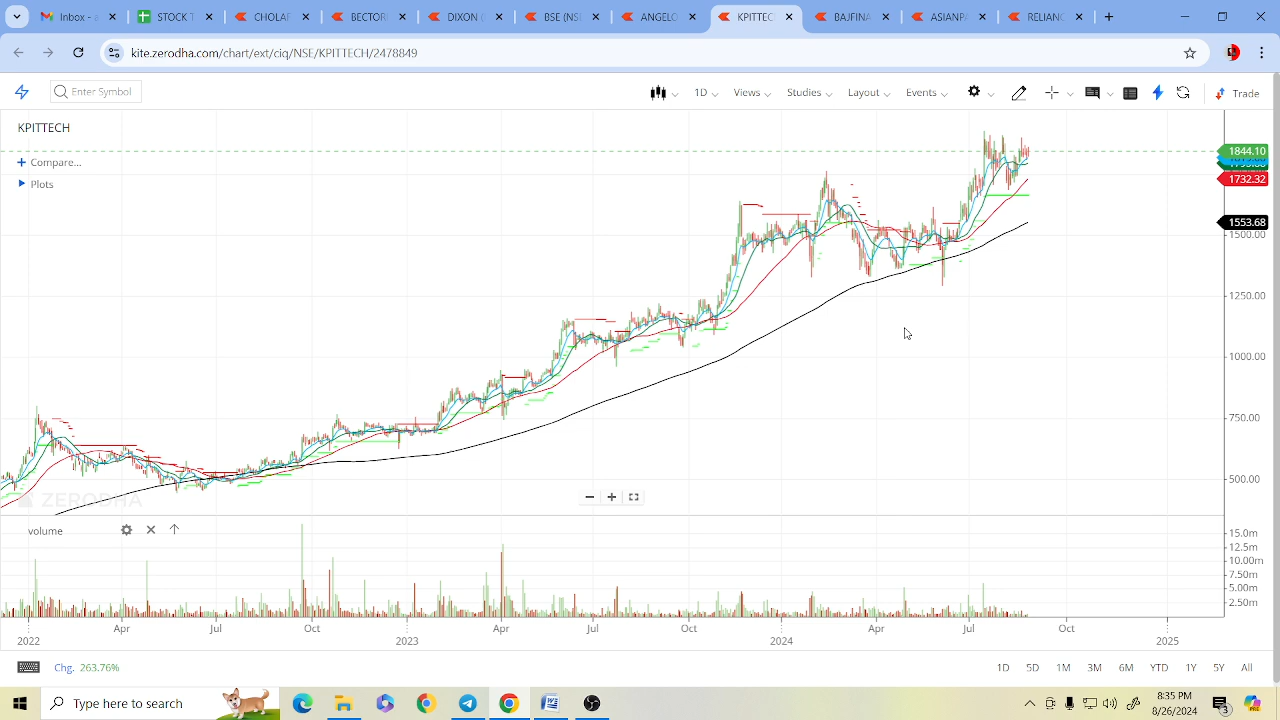 Inbox -
STOCK T
CHOLAF
BECTORF
DIXON
BSE (NS
ANGELO
KPITTEC
BAJFINA
ASIANPA
RELIANC
kite.zerodha.com/chart/ext/ciq/NSE/KPITTECH/2478849
Enter Symbol
1D
Views
Studies
Layout
Events
Trade
KPITTECH
Compare...
Plots
1844.10
1732.32
1553.68
1500.00
1250.00
1000.00
750.00
500.00
ZERODHA
volume
15.0m
12.5m
10.00m
7.50m
5.00m
2.50m
Apr Jul Oct Apr Jul Oct Apr Jul Oct
2022 2023 2024 2025
Chg. 263.76%
1D 5D 1M 3M 6M YTD 1Y 5Y All
Type here to search
8:35 PM
8/26/2024